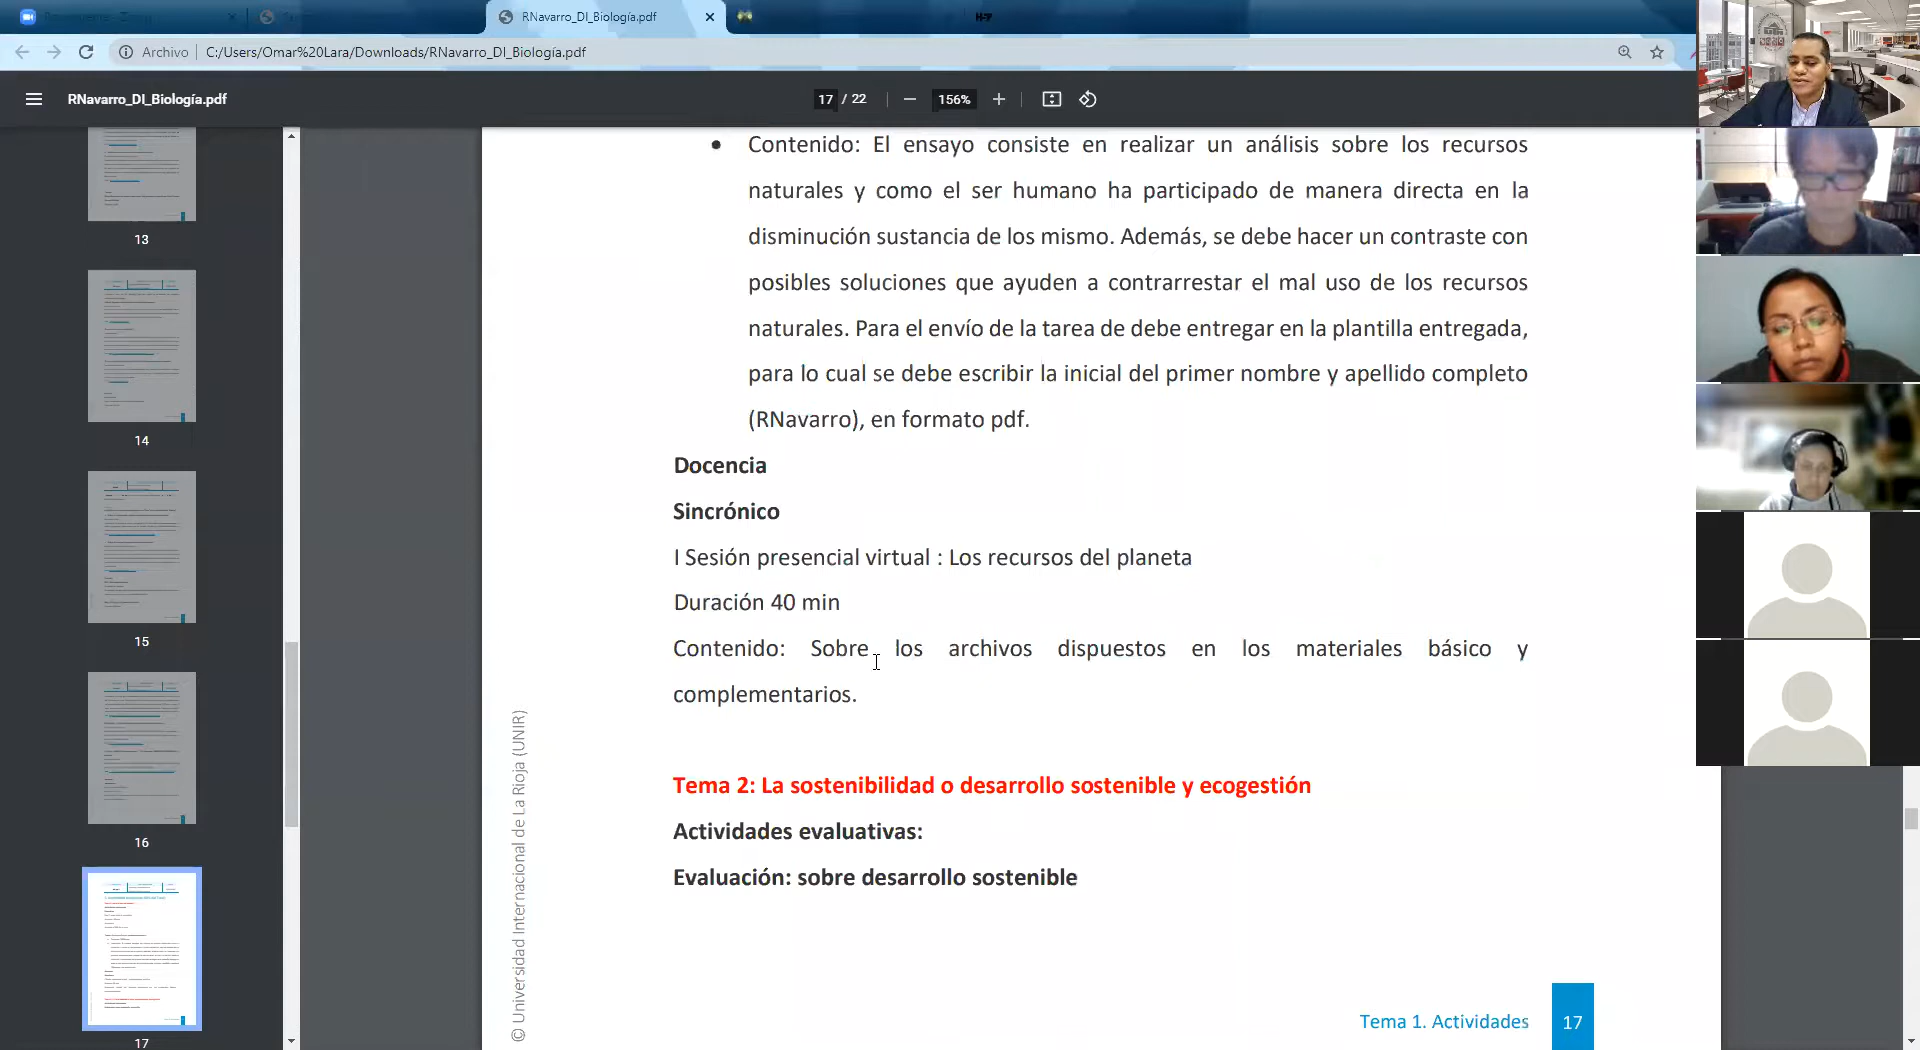 RNavarro_DI_Biología.pdf
Archivo
C:/Users/Omar%20Lara/Downloads/RNavarro_DI_Biología.pdf
RNavarro_DI_Biología.pdf
17 / 22
156%
13
14
15
16
17
• Contenido: El ensayo consiste en realizar un análisis sobre los recursos
naturales y como el ser humano ha participado de manera directa en la
disminución sustancia de los mismo. Además, se debe hacer un contraste con
posibles soluciones que ayuden a contrarrestar el mal uso de los recursos
naturales. Para el envío de la tarea de debe entregar en la plantilla entregada,
para lo cual se debe escribir la inicial del primer nombre y apellido completo
(RNavarro), en formato pdf.
Docencia
Sincrónico
I Sesión presencial virtual : Los recursos del planeta
Duración 40 min
Contenido: Sobre los archivos dispuestos en los materiales básico y
complementarios.
Tema 2: La sostenibilidad o desarrollo sostenible y ecogestión
Actividades evaluativas:
Evaluación: sobre desarrollo sostenible
© Universidad Internacional de La Rioja (UNIR)
Tema 1. Actividades
17